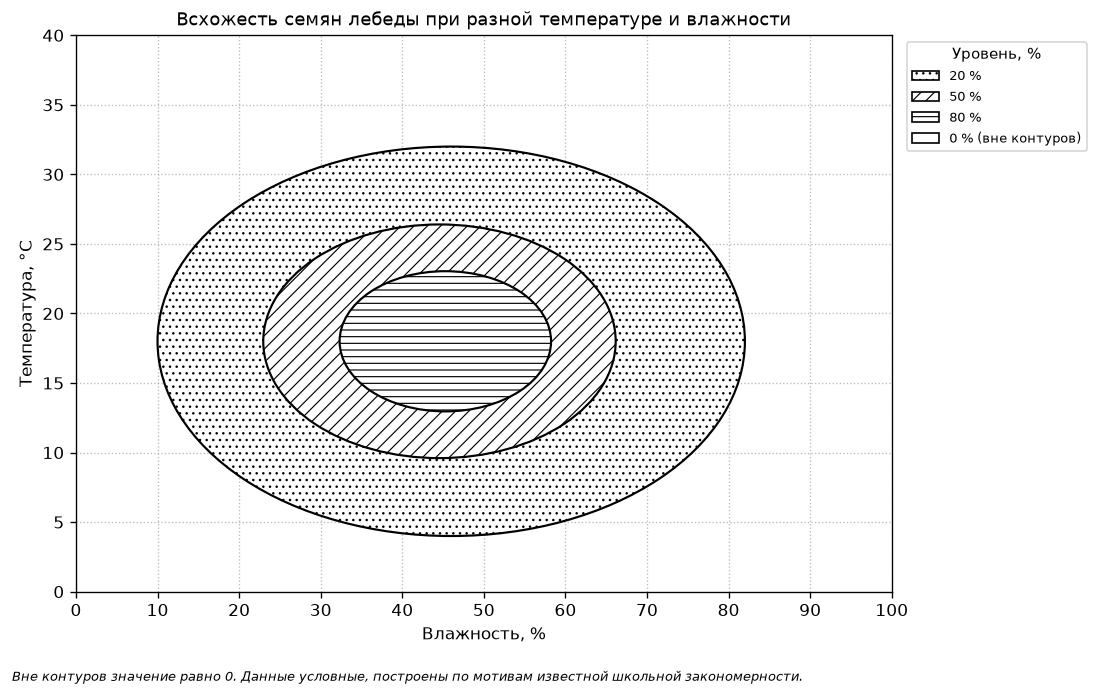 Всхожесть семян лебеды при разной температуре и влажности
40
35
30
25
20
15
10
5
0
Температура, °C
0 10 20 30 40 50 60 70 80 90 100
Влажность, %
Уровень, %
20 %
50 %
80 %
0 % (вне контуров)
Вне контуров значение равно 0. Данные условные, построены по мотивам известной школьной закономерности.